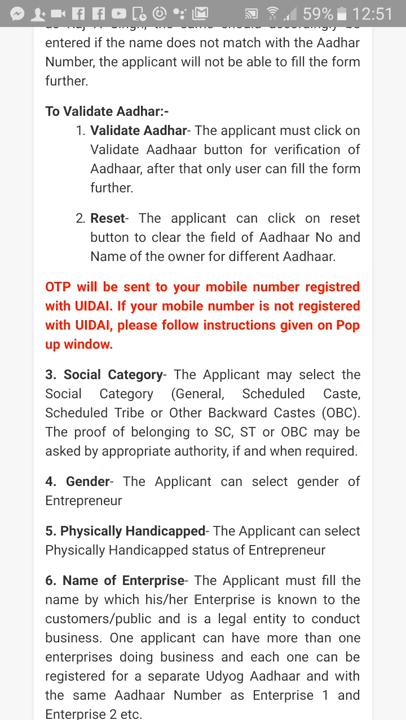 59% 12:51
entered if the name does not match with the Aadhar
Number, the applicant will not be able to fill the form
further.
To Validate Aadhar:-
1. Validate Aadhar- The applicant must click on
Validate Aadhaar button for verification of
Aadhaar, after that only user can fill the form
further.
2. Reset- The applicant can click on reset
button to clear the field of Aadhaar No and
Name of the owner for different Aadhaar.
OTP will be sent to your mobile number registred
with UIDAI. If your mobile number is not registered
with UIDAI, please follow instructions given on Pop
up window.
3. Social Category- The Applicant may select the
Social Category (General, Scheduled Caste,
Scheduled Tribe or Other Backward Castes (OBC).
The proof of belonging to SC, ST or OBC may be
asked by appropriate authority, if and when required.
4. Gender- The Applicant can select gender of
Entrepreneur
5. Physically Handicapped- The Applicant can select
Physically Handicapped status of Entrepreneur
6. Name of Enterprise- The Applicant must fill the
name by which his/her Enterprise is known to the
customers/public and is a legal entity to conduct
business. One applicant can have more than one
enterprises doing business and each one can be
registered for a separate Udyog Aadhaar and with
the same Aadhaar Number as Enterprise 1 and
Enterprise 2 etc.